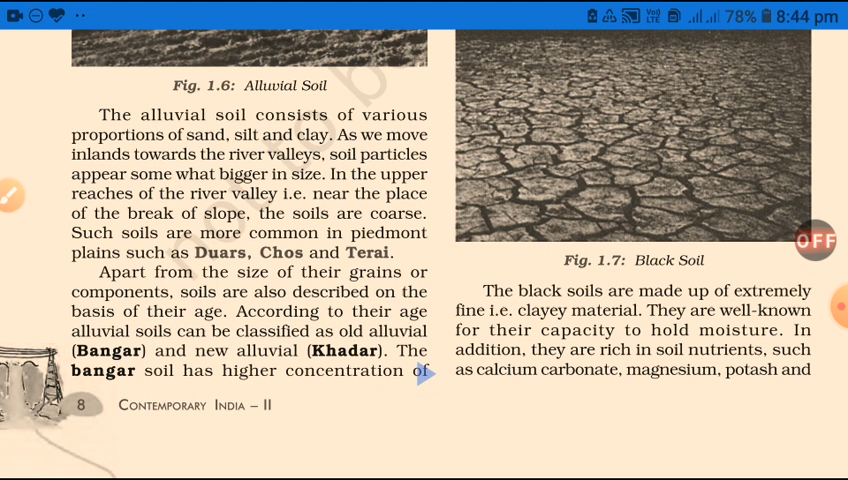 78% 8:44 pm
Fig. 1.6: Alluvial Soil
The alluvial soil consists of various
proportions of sand, silt and clay. As we move
inlands towards the river valleys, soil particles
appear some what bigger in size. In the upper
reaches of the river valley i.e. near the place
of the break of slope, the soils are coarse.
Such soils are more common in piedmont
plains such as Duars, Chos and Terai.
Apart from the size of their grains or
components, soils are also described on the
basis of their age. According to their age
alluvial soils can be classified as old alluvial
(Bangar) and new alluvial (Khadar). The
bangar soil has higher concentration of
8 CONTEMPORARY INDIA – II
Fig. 1.7: Black Soil
The black soils are made up of extremely
fine i.e. clayey material. They are well-known
for their capacity to hold moisture. In
addition, they are rich in soil nutrients, such
as calcium carbonate, magnesium, potash and
OFF
not to b